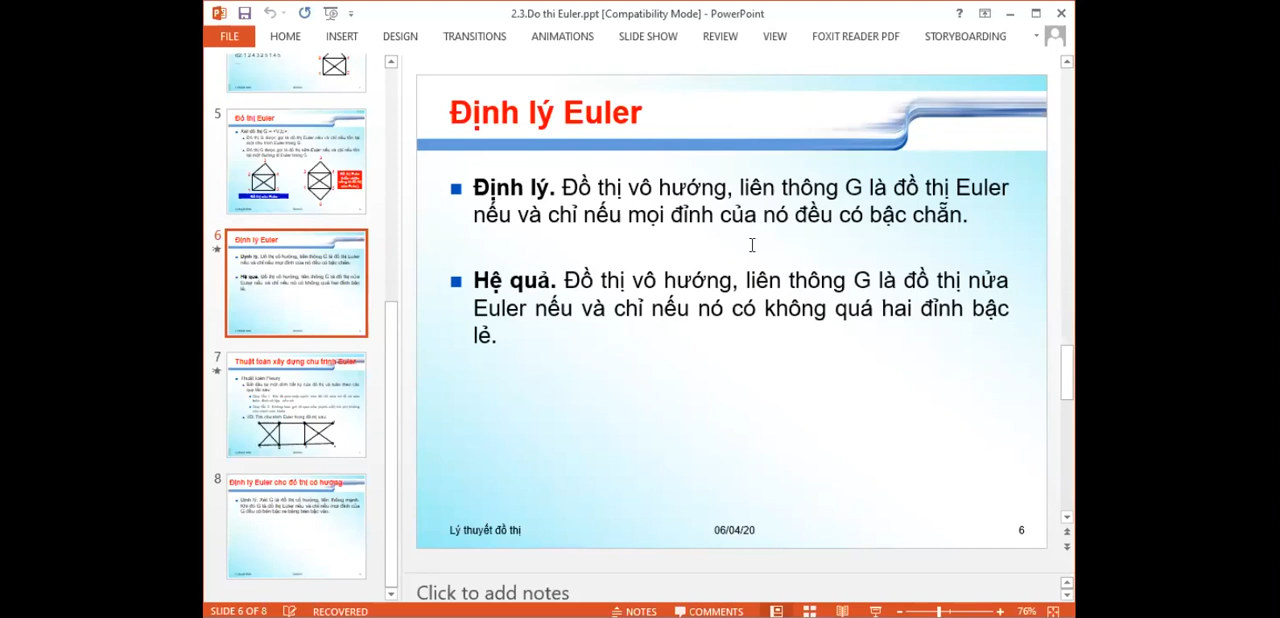 2.3.Do thi Euler.ppt [Compatibility Mode] - PowerPoint
FILE HOME INSERT DESIGN TRANSITIONS ANIMATIONS SLIDE SHOW REVIEW VIEW FOXIT READER PDF STORYBOARDING
5
Đồ thị Euler
6
Định lý Euler
7
Thuật toán xây dựng chu trình Euler
8
Định lý Euler cho đồ thị có hướng
Định lý Euler
Định lý. Đồ thị vô hướng, liên thông G là đồ thị Euler
nếu và chỉ nếu mọi đỉnh của nó đều có bậc chẵn.
Hệ quả. Đồ thị vô hướng, liên thông G là đồ thị nửa
Euler nếu và chỉ nếu nó có không quá hai đỉnh bậc
lẻ.
Lý thuyết đồ thị 06/04/20 6
Click to add notes
SLIDE 6 OF 8 RECOVERED NOTES COMMENTS 76%